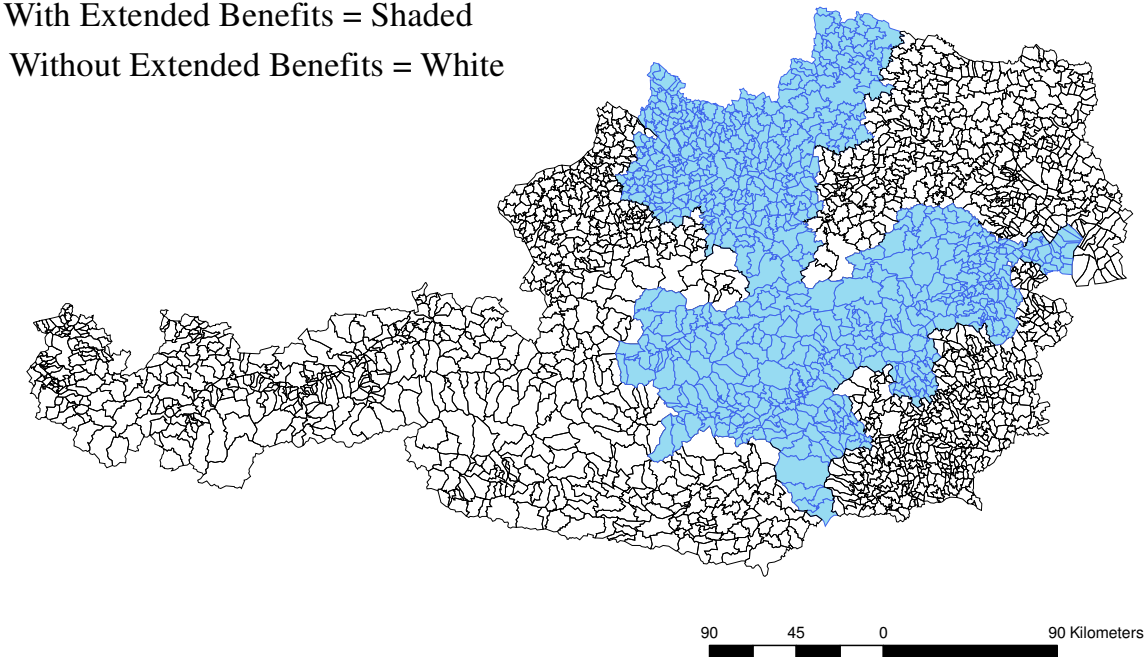 With Extended Benefits = Shaded
Without Extended Benefits = White
90 45 0 90 Kilometers